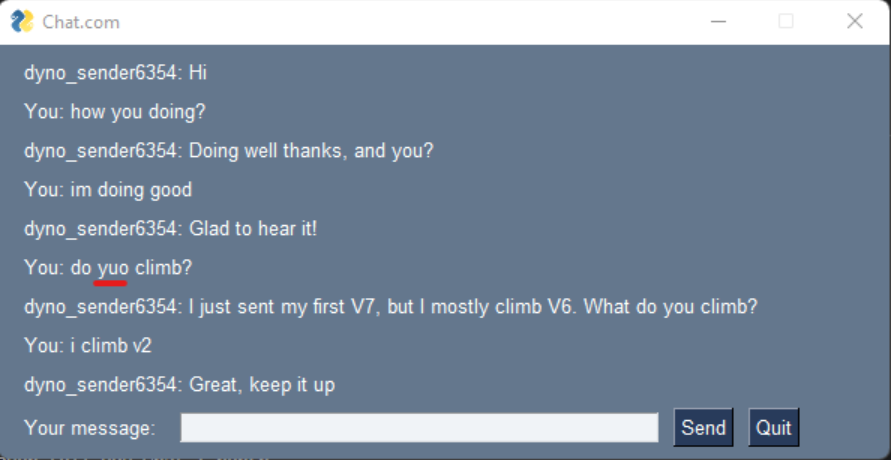 Chat.com
dyno_sender6354: Hi
You: how you doing?
dyno_sender6354: Doing well thanks, and you?
You: im doing good
dyno_sender6354: Glad to hear it!
You: do yuo climb?
dyno_sender6354: I just sent my first V7, but I mostly climb V6. What do you climb?
You: i climb v2
dyno_sender6354: Great, keep it up
Your message: Send Quit